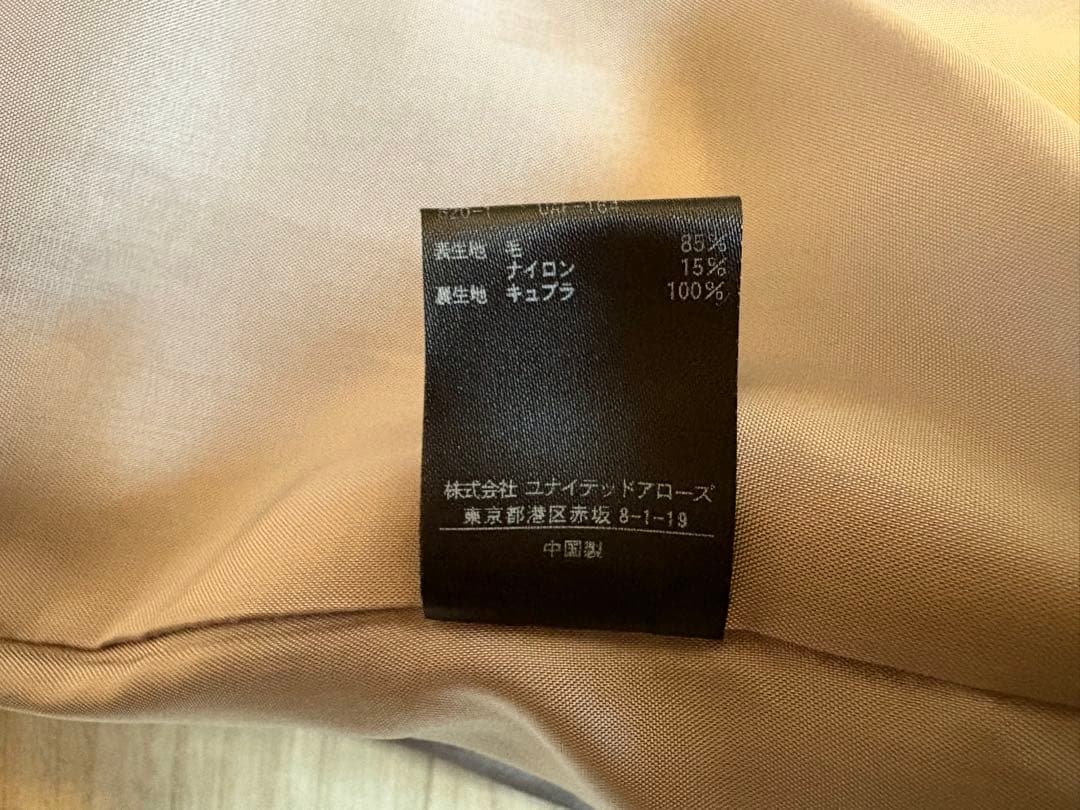 表生地 毛 85%
ナイロン 15%
裏生地 キュプラ 100%
株式会社 ユナイテッドアローズ
東京都港区赤坂 8-1-19
中国製